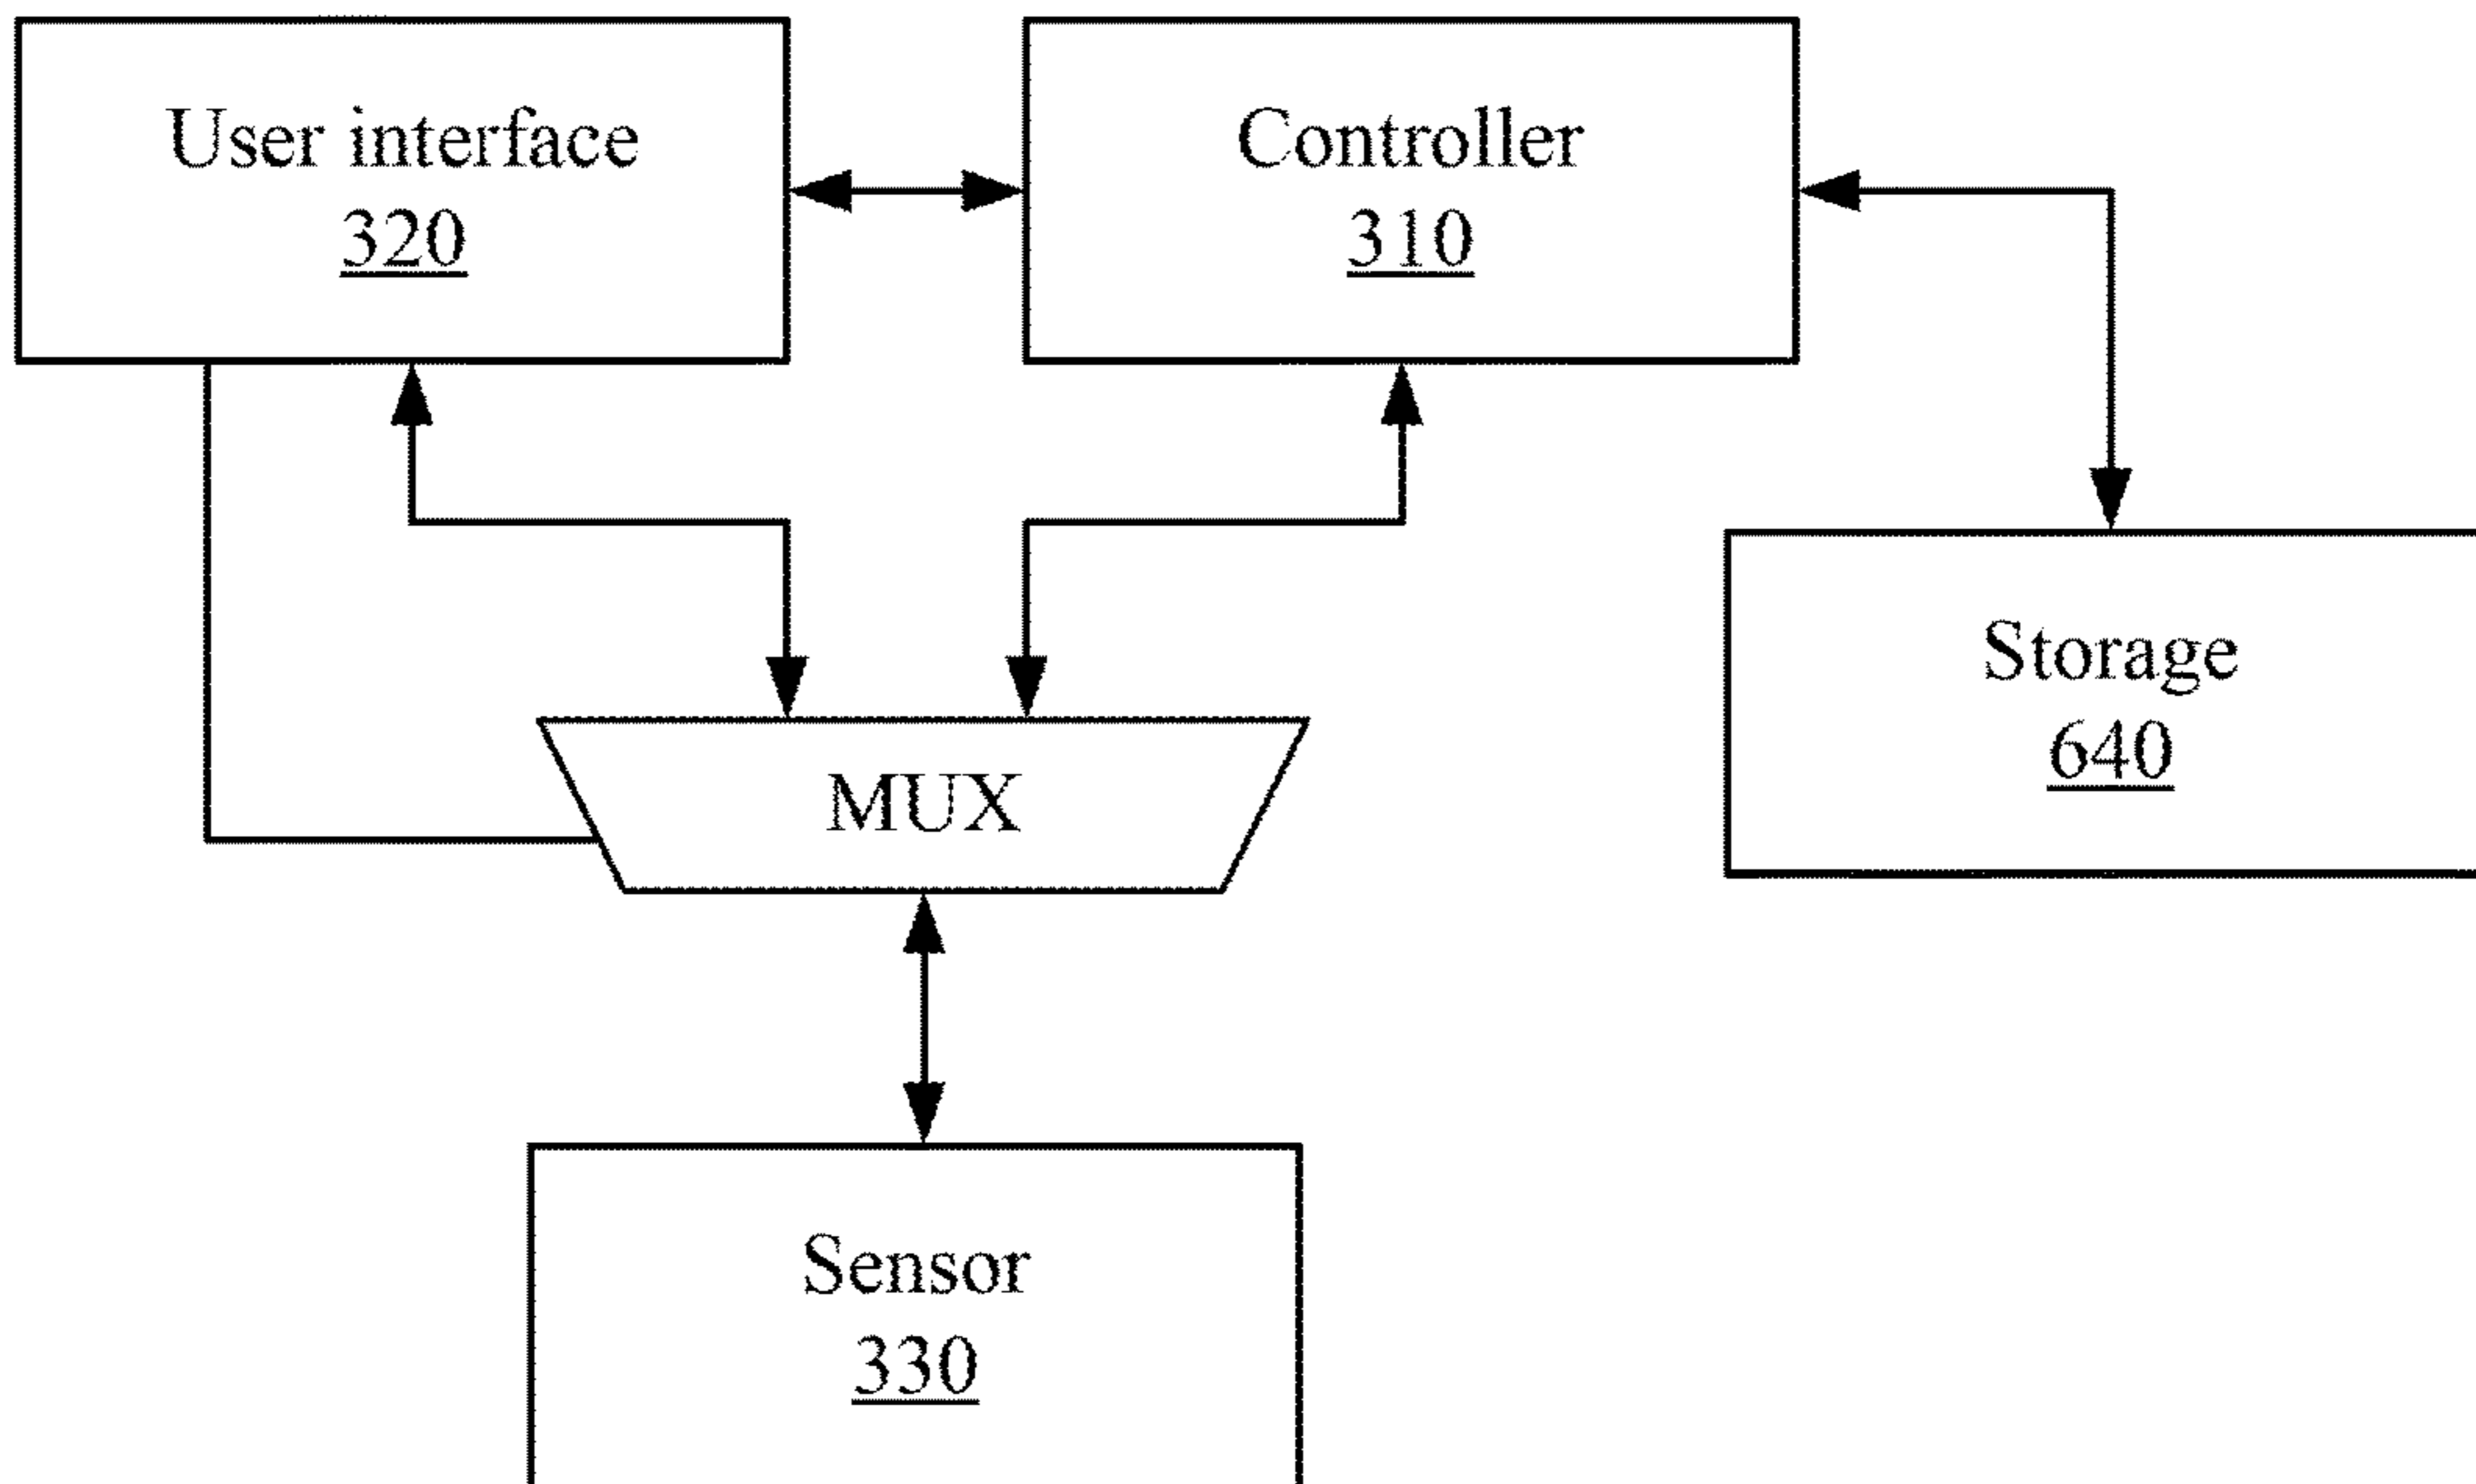 User interface
320
Controller
310
Storage
640
MUX
Sensor
330